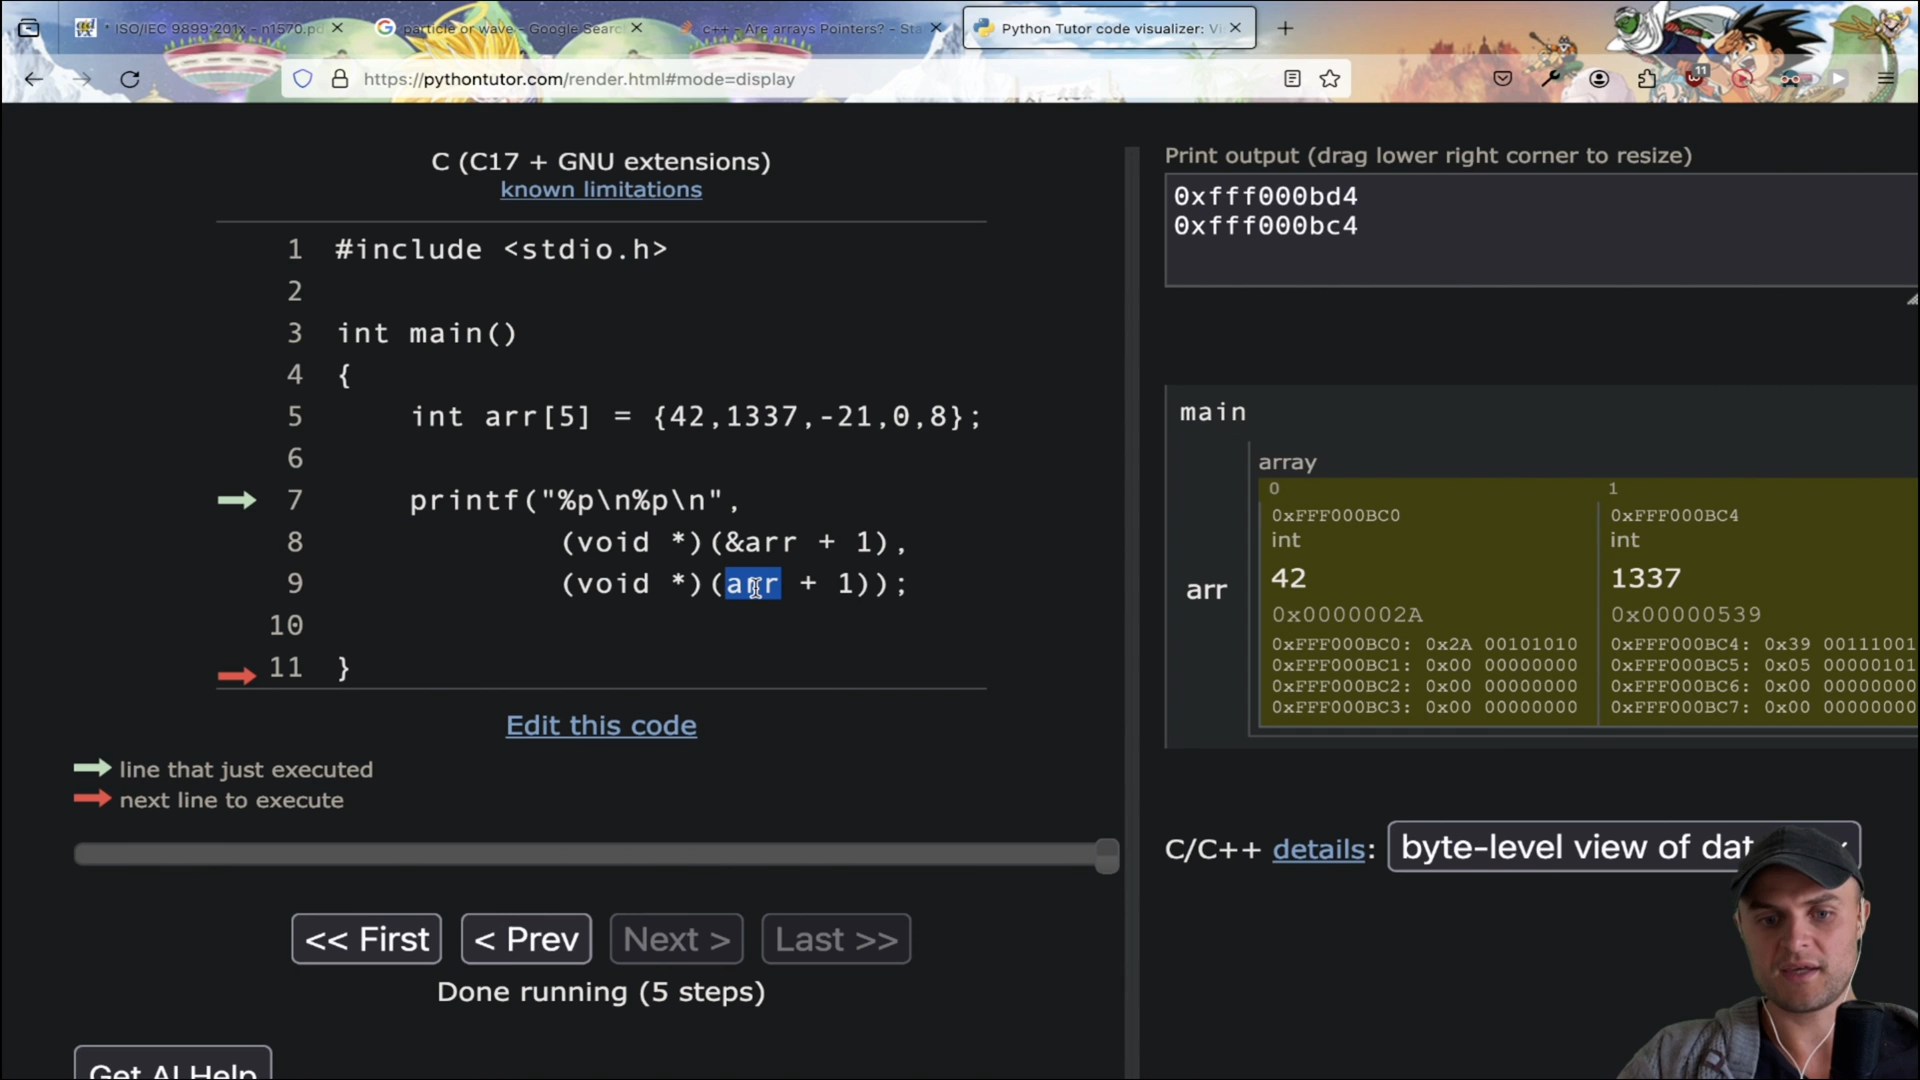 * ISO/IEC 9899:201x - n1570.pd
particle or wave - Google Searc
c++ - Are arrays Pointers? - Sta
Python Tutor code visualizer: Vi
https://pythontutor.com/render.html#mode=display
11
C (C17 + GNU extensions)
known limitations
1 #include <stdio.h>
2
3 int main()
4 {
5 int arr[5] = {42,1337,-21,0,8};
6
7 printf("%p\n%p\n",
8 (void *)(&arr + 1),
9 (void *)(arr + 1));
10
11 }
Edit this code
line that just executed
next line to execute
<< First
< Prev
Next >
Last >>
Done running (5 steps)
Get AI Help
Print output (drag lower right corner to resize)
0xfff000bd4
0xfff000bc4
main
array
arr
0
0xFFF000BC0
int
42
0x0000002A
0xFFF000BC0: 0x2A 00101010
0xFFF000BC1: 0x00 00000000
0xFFF000BC2: 0x00 00000000
0xFFF000BC3: 0x00 00000000
1
0xFFF000BC4
int
1337
0x00000539
0xFFF000BC4: 0x39 00111001
0xFFF000BC5: 0x05 00000101
0xFFF000BC6: 0x00 00000000
0xFFF000BC7: 0x00 00000000
C/C++ details:
byte-level view of dat